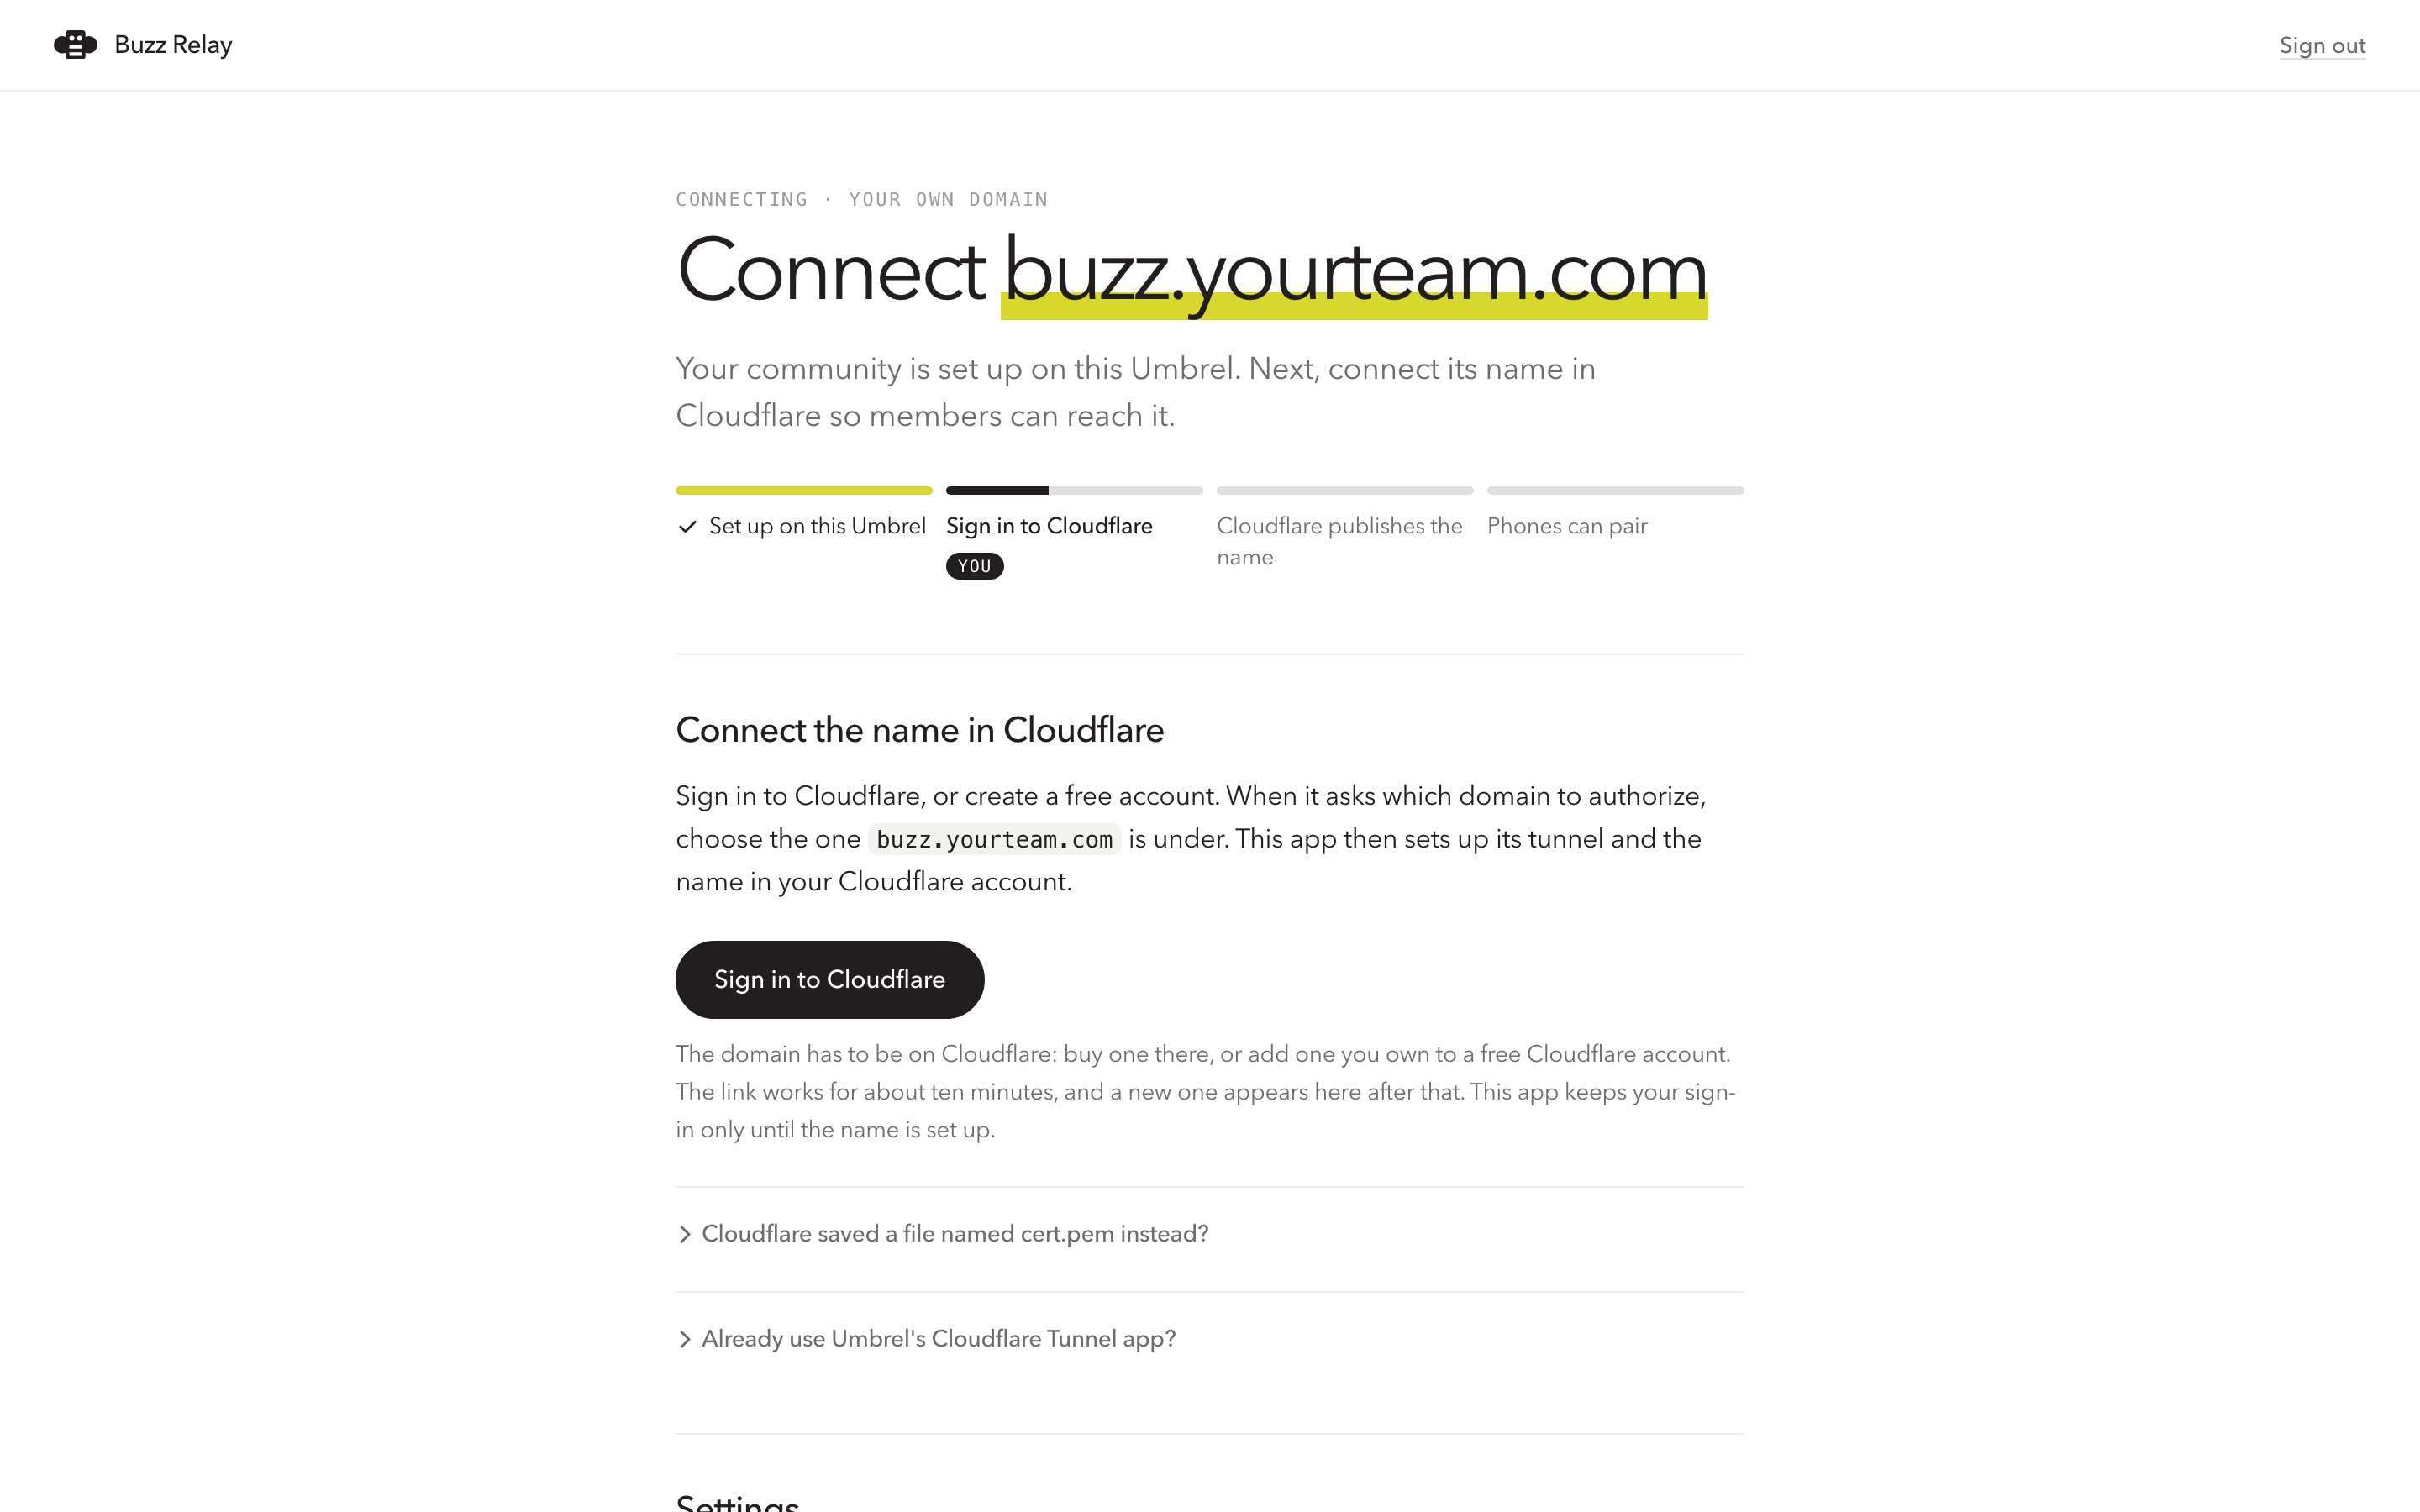 Buzz Relay
Sign out
CONNECTING · YOUR OWN DOMAIN
Connect buzz.yourteam.com
Your community is set up on this Umbrel. Next, connect its name in
Cloudflare so members can reach it.
Set up on this Umbrel
Sign in to Cloudflare
YOU
Cloudflare publishes the
name
Phones can pair
Connect the name in Cloudflare
Sign in to Cloudflare, or create a free account. When it asks which domain to authorize,
choose the one buzz.yourteam.com is under. This app then sets up its tunnel and the
name in your Cloudflare account.
Sign in to Cloudflare
The domain has to be on Cloudflare: buy one there, or add one you own to a free Cloudflare account.
The link works for about ten minutes, and a new one appears here after that. This app keeps your sign-
in only until the name is set up.
Cloudflare saved a file named cert.pem instead?
Already use Umbrel's Cloudflare Tunnel app?
Settings